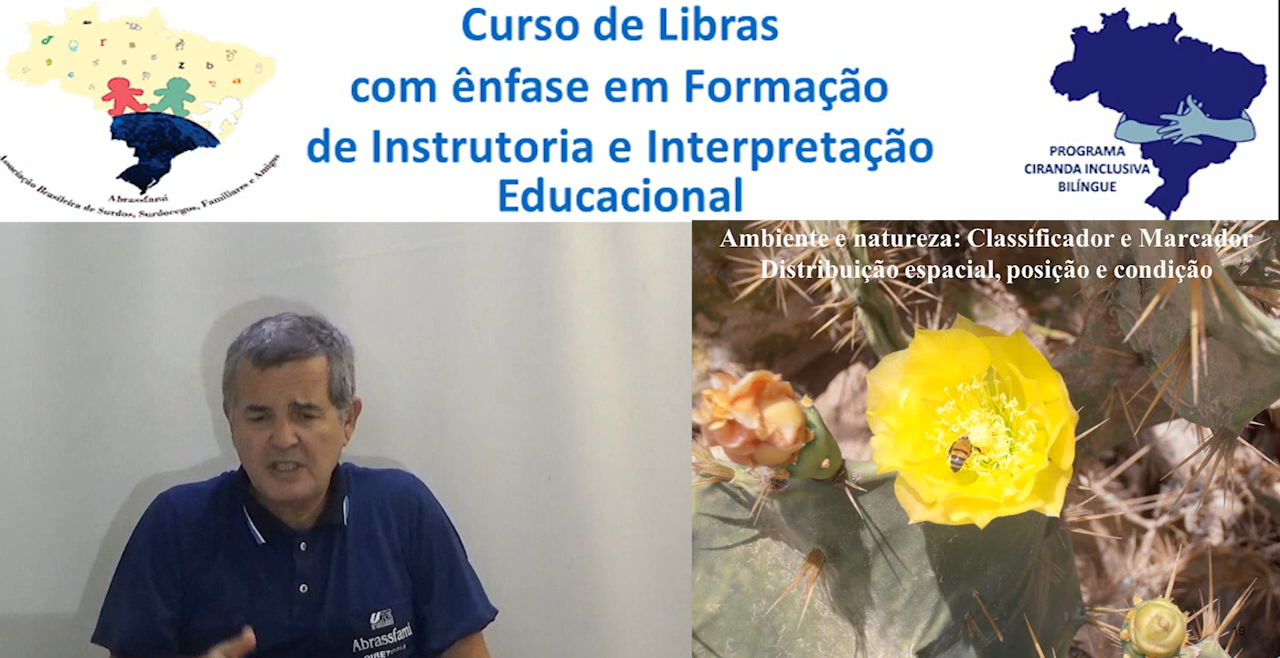 Curso de Libras
com ênfase em Formação
de Instrutoria e Interpretação
Educacional
Abrassfami
Associação Brasileira de Surdos, Surdocegos, Familiares e Amigos
PROGRAMA
CIRANDA INCLUSIVA
BILÍNGUE
Ambiente e natureza: Classificador e Marcador
Distribuição espacial, posição e condição
Abrassfami